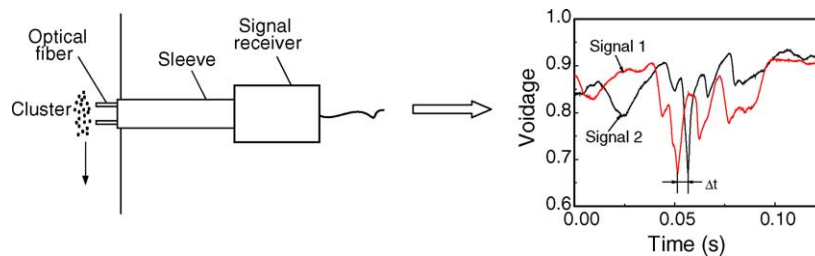 Optical
fiber
Cluster
Sleeve
Signal
receiver
Voidage
1.0
0.9
0.8
0.7
0.6
Signal 1
Signal 2
Δt
0.00
0.05
0.10
Time (s)